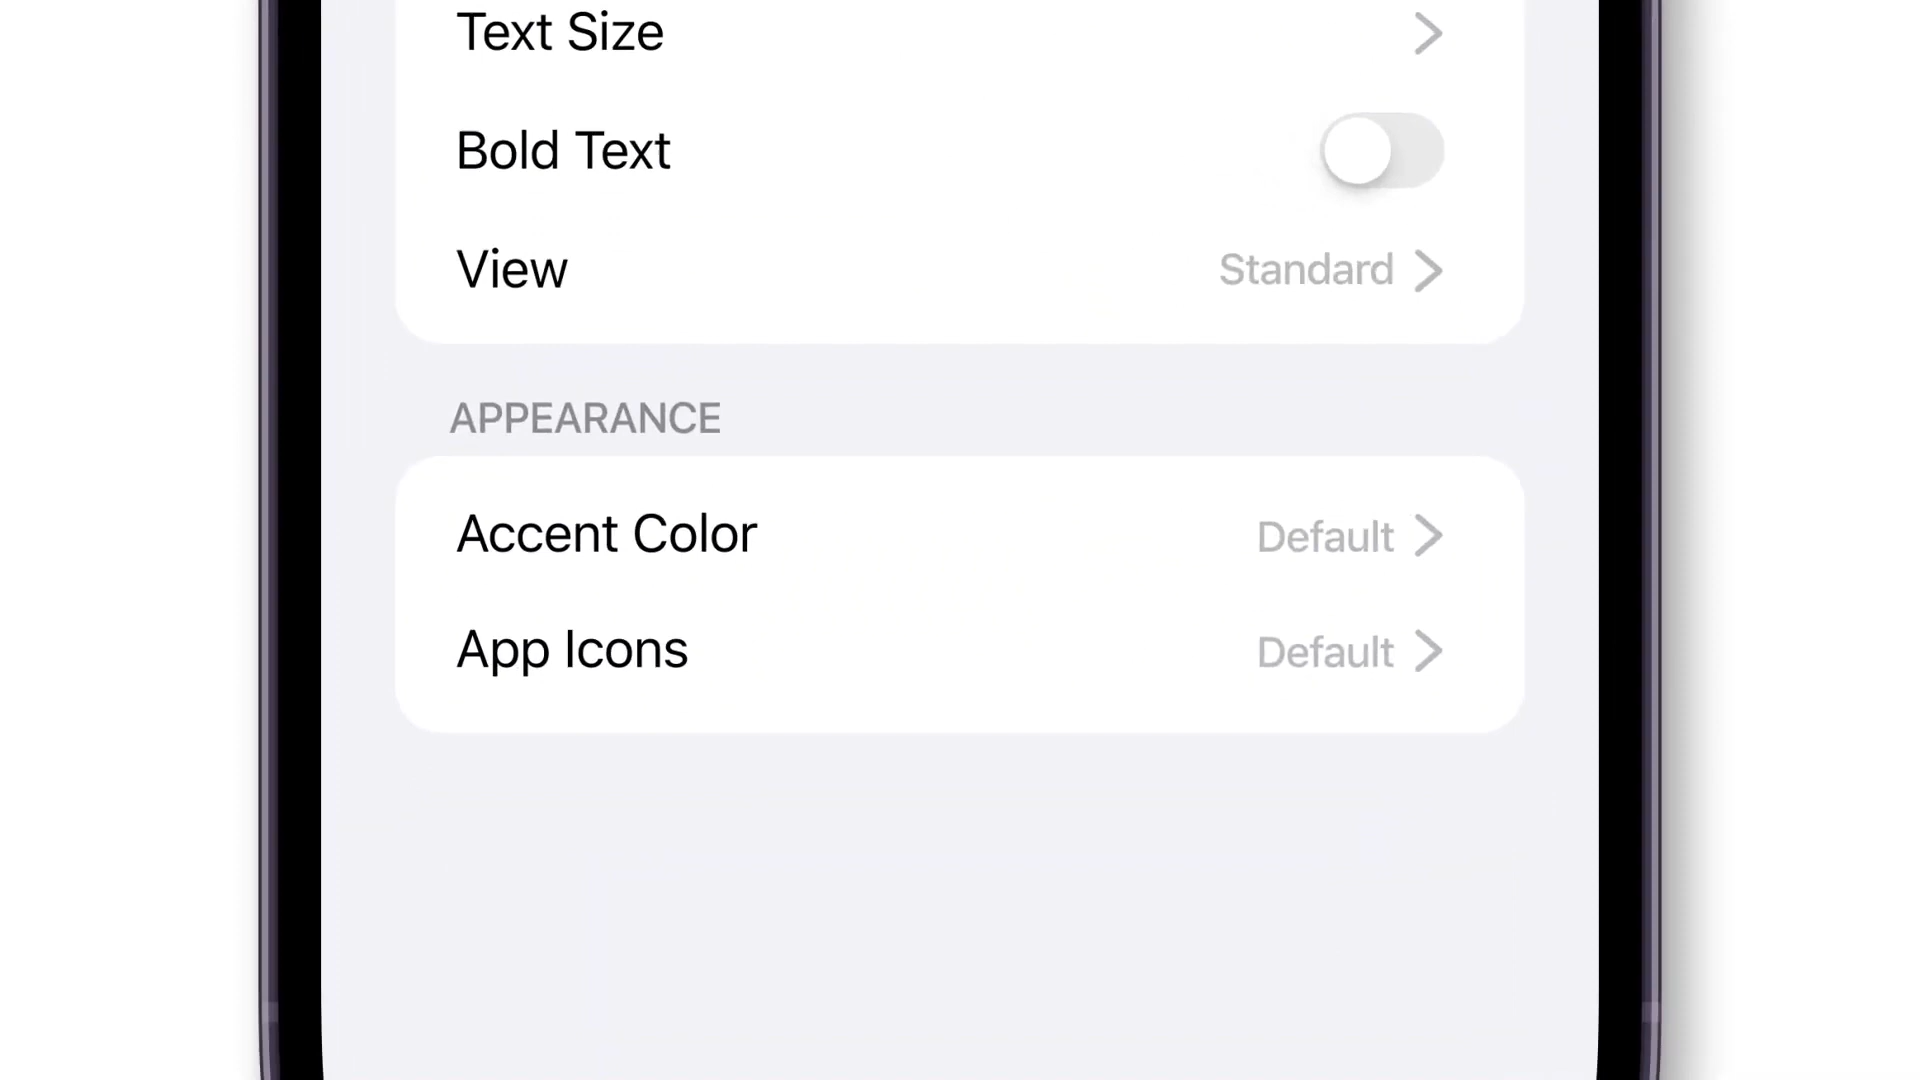 Text Size
Bold Text
View Standard
APPEARANCE
Accent Color Default
App Icons Default